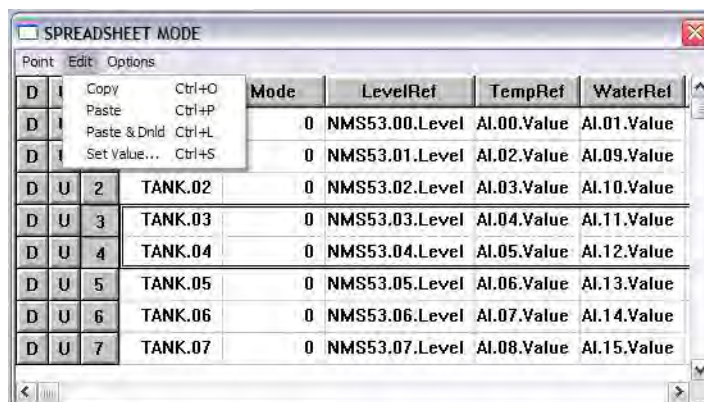 SPREADSHEET MODE
Point Edit Options
D Mode LevelRef TempRef WaterRef
Copy Ctrl+O
Paste Ctrl+P
Paste & Dnld Ctrl+L
Set Value... Ctrl+S
D 0 NMS53.00.Level AI.00.Value AI.01.Value
D 0 NMS53.01.Level AI.02.Value AI.09.Value
D U 2 TANK.02 0 NMS53.02.Level AI.03.Value AI.10.Value
D U 3 TANK.03 0 NMS53.03.Level AI.04.Value AI.11.Value
D U 4 TANK.04 0 NMS53.04.Level AI.05.Value AI.12.Value
D U 5 TANK.05 0 NMS53.05.Level AI.06.Value AI.13.Value
D U 6 TANK.06 0 NMS53.06.Level AI.07.Value AI.14.Value
D U 7 TANK.07 0 NMS53.07.Level AI.08.Value AI.15.Value